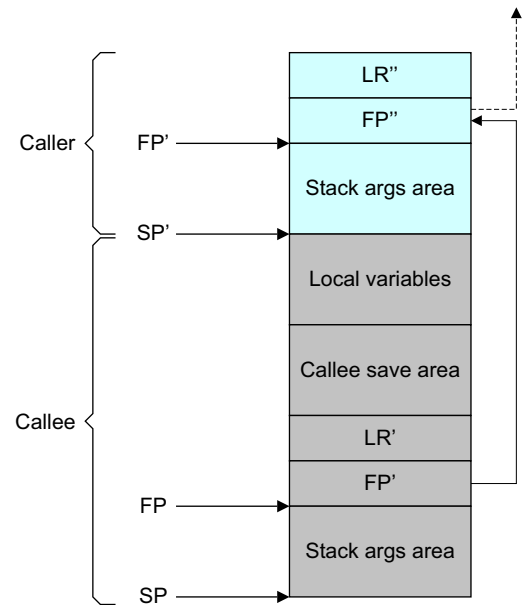 LR’’
FP’’
Caller
FP’
Stack args area
SP’
Local variables
Callee save area
Callee
LR’
FP’
FP
Stack args area
SP